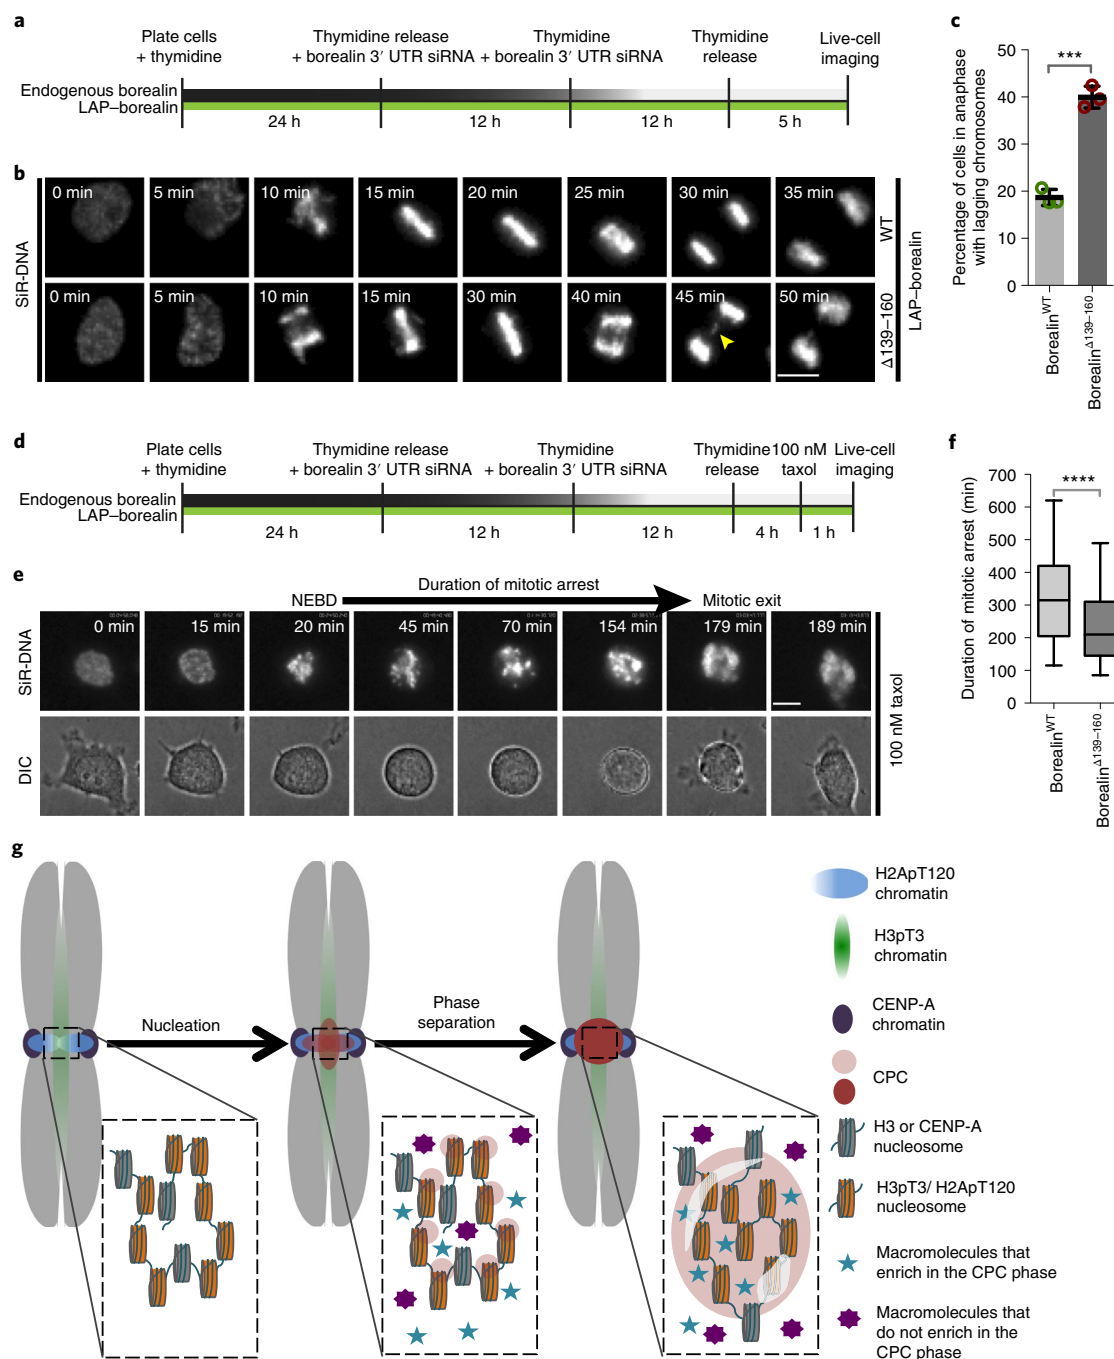 a
Plate cells
+ thymidine
Thymidine release
+ borealin 3′ UTR siRNA
Thymidine
+ borealin 3′ UTR siRNA
Thymidine
release
Live-cell
imaging
Endogenous borealin
LAP–borealin
24 h
12 h
12 h
5 h
b
SiR-DNA
0 min
5 min
10 min
15 min
20 min
25 min
30 min
35 min
WT
0 min
5 min
10 min
15 min
30 min
40 min
45 min
50 min
Δ139–160
LAP–borealin
c
Percentage of cells in anaphase
with lagging chromosomes
50
40
30
20
10
0
***
Borealin^WT
Borealin^Δ139–160
d
Plate cells
+ thymidine
Thymidine release
+ borealin 3′ UTR siRNA
Thymidine
+ borealin 3′ UTR siRNA
Thymidine
release
100 nM
taxol
Live-cell
imaging
Endogenous borealin
LAP–borealin
24 h
12 h
12 h
4 h
1 h
e
Duration of mitotic arrest
NEBD
Mitotic exit
SiR-DNA
0 min
15 min
20 min
45 min
70 min
154 min
179 min
189 min
DIC
100 nM taxol
f
Duration of mitotic arrest (min)
700
600
500
400
300
200
100
0
****
Borealin^WT
Borealin^Δ139–160
g
Nucleation
Phase
separation
H2ApT120
chromatin
H3pT3
chromatin
CENP-A
chromatin
CPC
H3 or CENP-A
nucleosome
H3pT3/ H2ApT120
nucleosome
Macromolecules that
enrich in the CPC phase
Macromolecules that
do not enrich in the
CPC phase